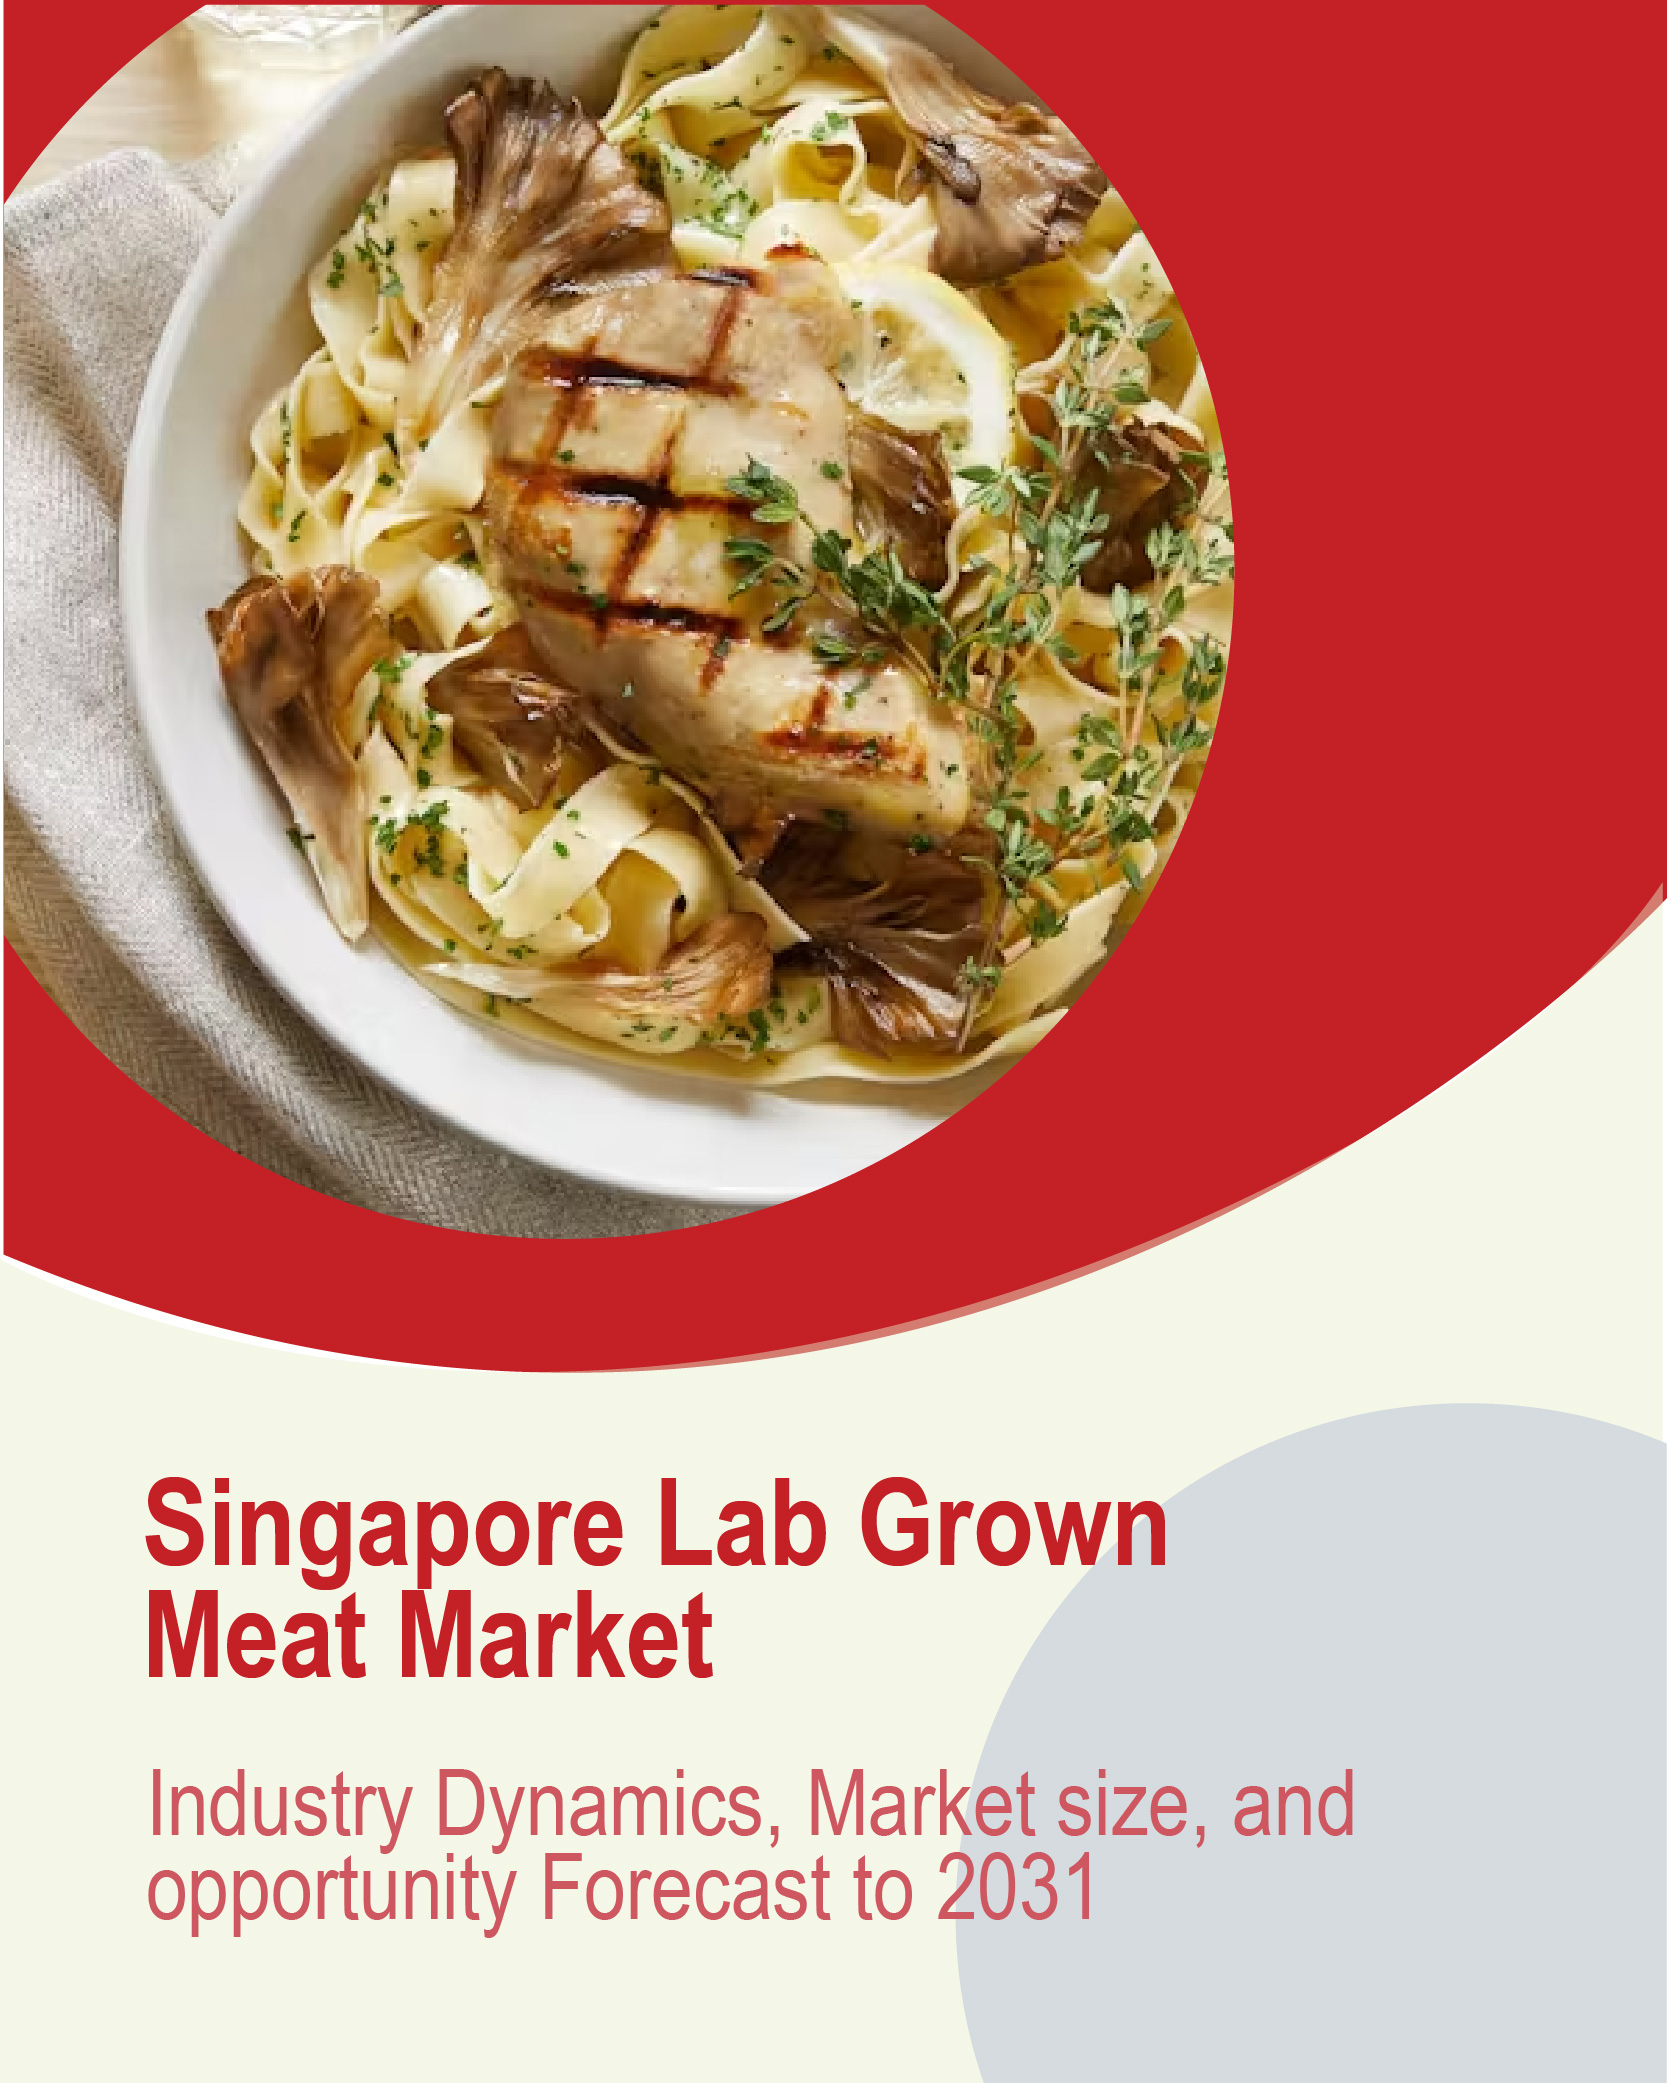 Singapore Lab Grown
Meat Market
Industry Dynamics, Market size, and
opportunity Forecast to 2031